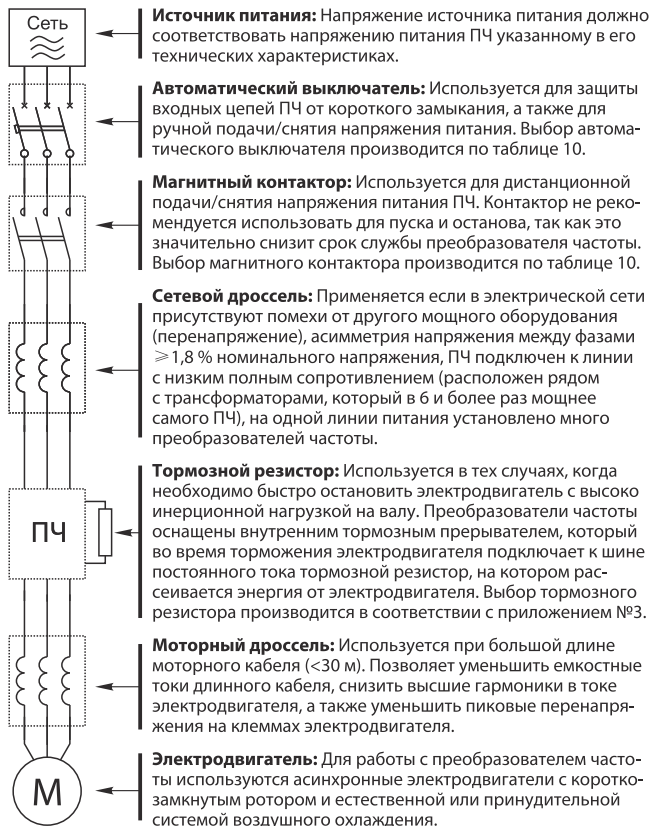 Сеть
Источник питания: Напряжение источника питания должно
соответствовать напряжению питания ПЧ указанному в его
технических характеристиках.
Автоматический выключатель: Используется для защиты
входных цепей ПЧ от короткого замыкания, а также для
ручной подачи/снятия напряжения питания. Выбор автома-
тического выключателя производится по таблице 10.
Магнитный контактор: Используется для дистанционной
подачи/снятия напряжения питания ПЧ. Контактор не реко-
мендуется использовать для пуска и останова, так как это
значительно снизит срок службы преобразователя частоты.
Выбор магнитного контактора производится по таблице 10.
Сетевой дроссель: Применяется если в электрической сети
присутствуют помехи от другого мощного оборудования
(перенапряжение), асимметрия напряжения между фазами
⩾1,8 % номинального напряжения, ПЧ подключен к линии
с низким полным сопротивлением (расположен рядом
с трансформаторами, который в 6 и более раз мощнее
самого ПЧ), на одной линии питания установлено много
преобразователей частоты.
ПЧ
Тормозной резистор: Используется в тех случаях, когда
необходимо быстро остановить электродвигатель с высоко
инерционной нагрузкой на валу. Преобразователи частоты
оснащены внутренним тормозным прерывателем, который
во время торможения электродвигателя подключает к шине
постоянного тока тормозной резистор, на котором рас-
сеивается энергия от электродвигателя. Выбор тормозного
резистора производится в соответствии с приложением №3.
Моторный дроссель: Используется при большой длине
моторного кабеля (<30 м). Позволяет уменьшить емкостные
токи длинного кабеля, снизить высшие гармоники в токе
электродвигателя, а также уменьшить пиковые перенапря-
жения на клеммах электродвигателя.
М
Электродвигатель: Для работы с преобразователем часто-
ты используются асинхронные электродвигатели с коротко-
замкнутым ротором и естественной или принудительной
системой воздушного охлаждения.